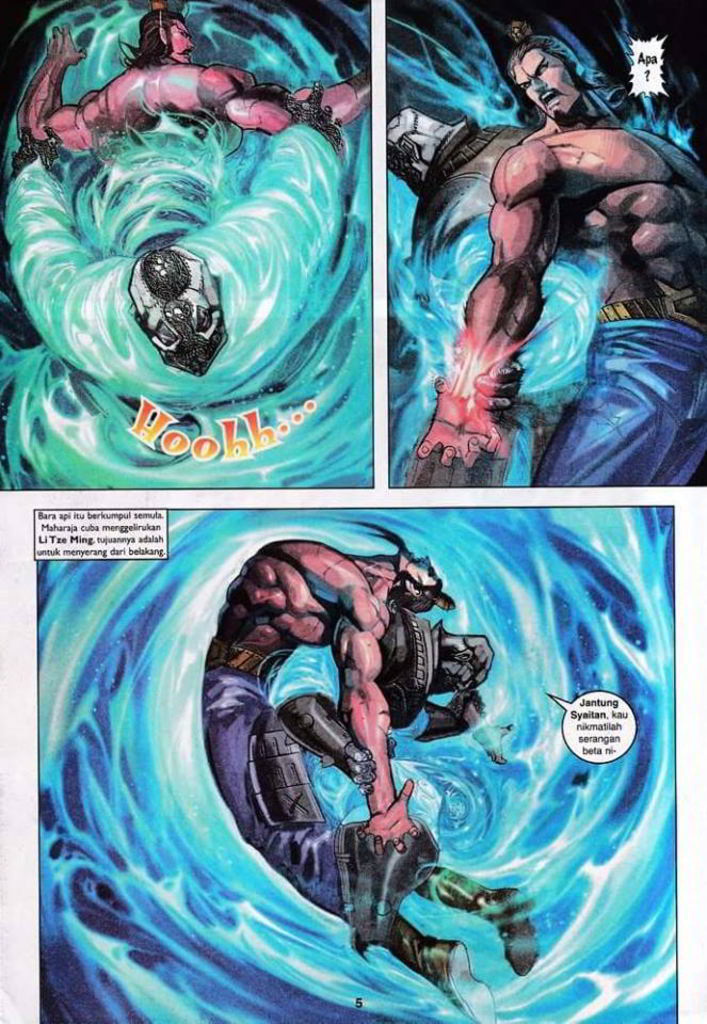 Apa
?
Hoohh...
Bara api itu berkumpul semula.
Maharaja cuba menggelirukan
Li Tze Ming, tujuannya adalah
untuk menyerang dari belakang.
Jantung
Syaitan, kau
nikmatilah
serangan
beta ni-
5